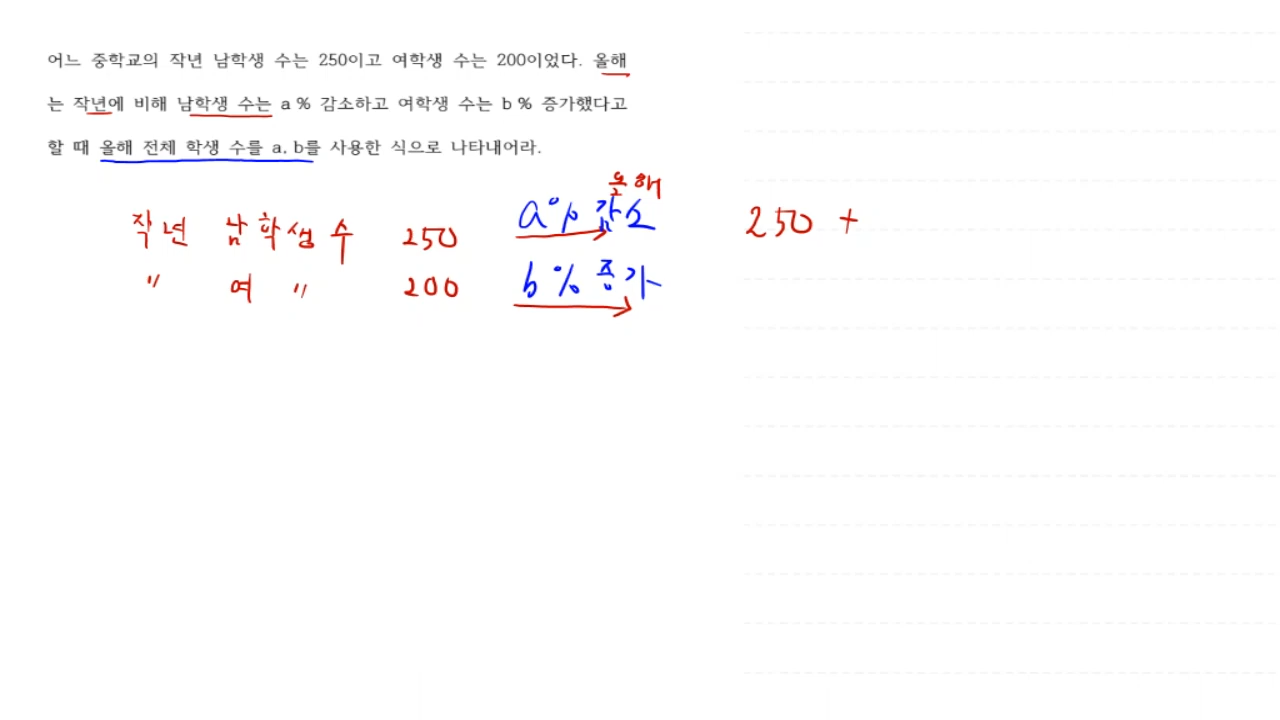 어느 중학교의 작년 남학생 수는 250이고 여학생 수는 200이었다. 올해
는 작년에 비해 남학생 수는 a % 감소하고 여학생 수는 b % 증가했다고
할 때 올해 전체 학생 수를 a, b를 사용한 식으로 나타내어라.
올해
작년 남학생 수 250 a% 감소 250 +
〃 여 〃 200 b% 증가